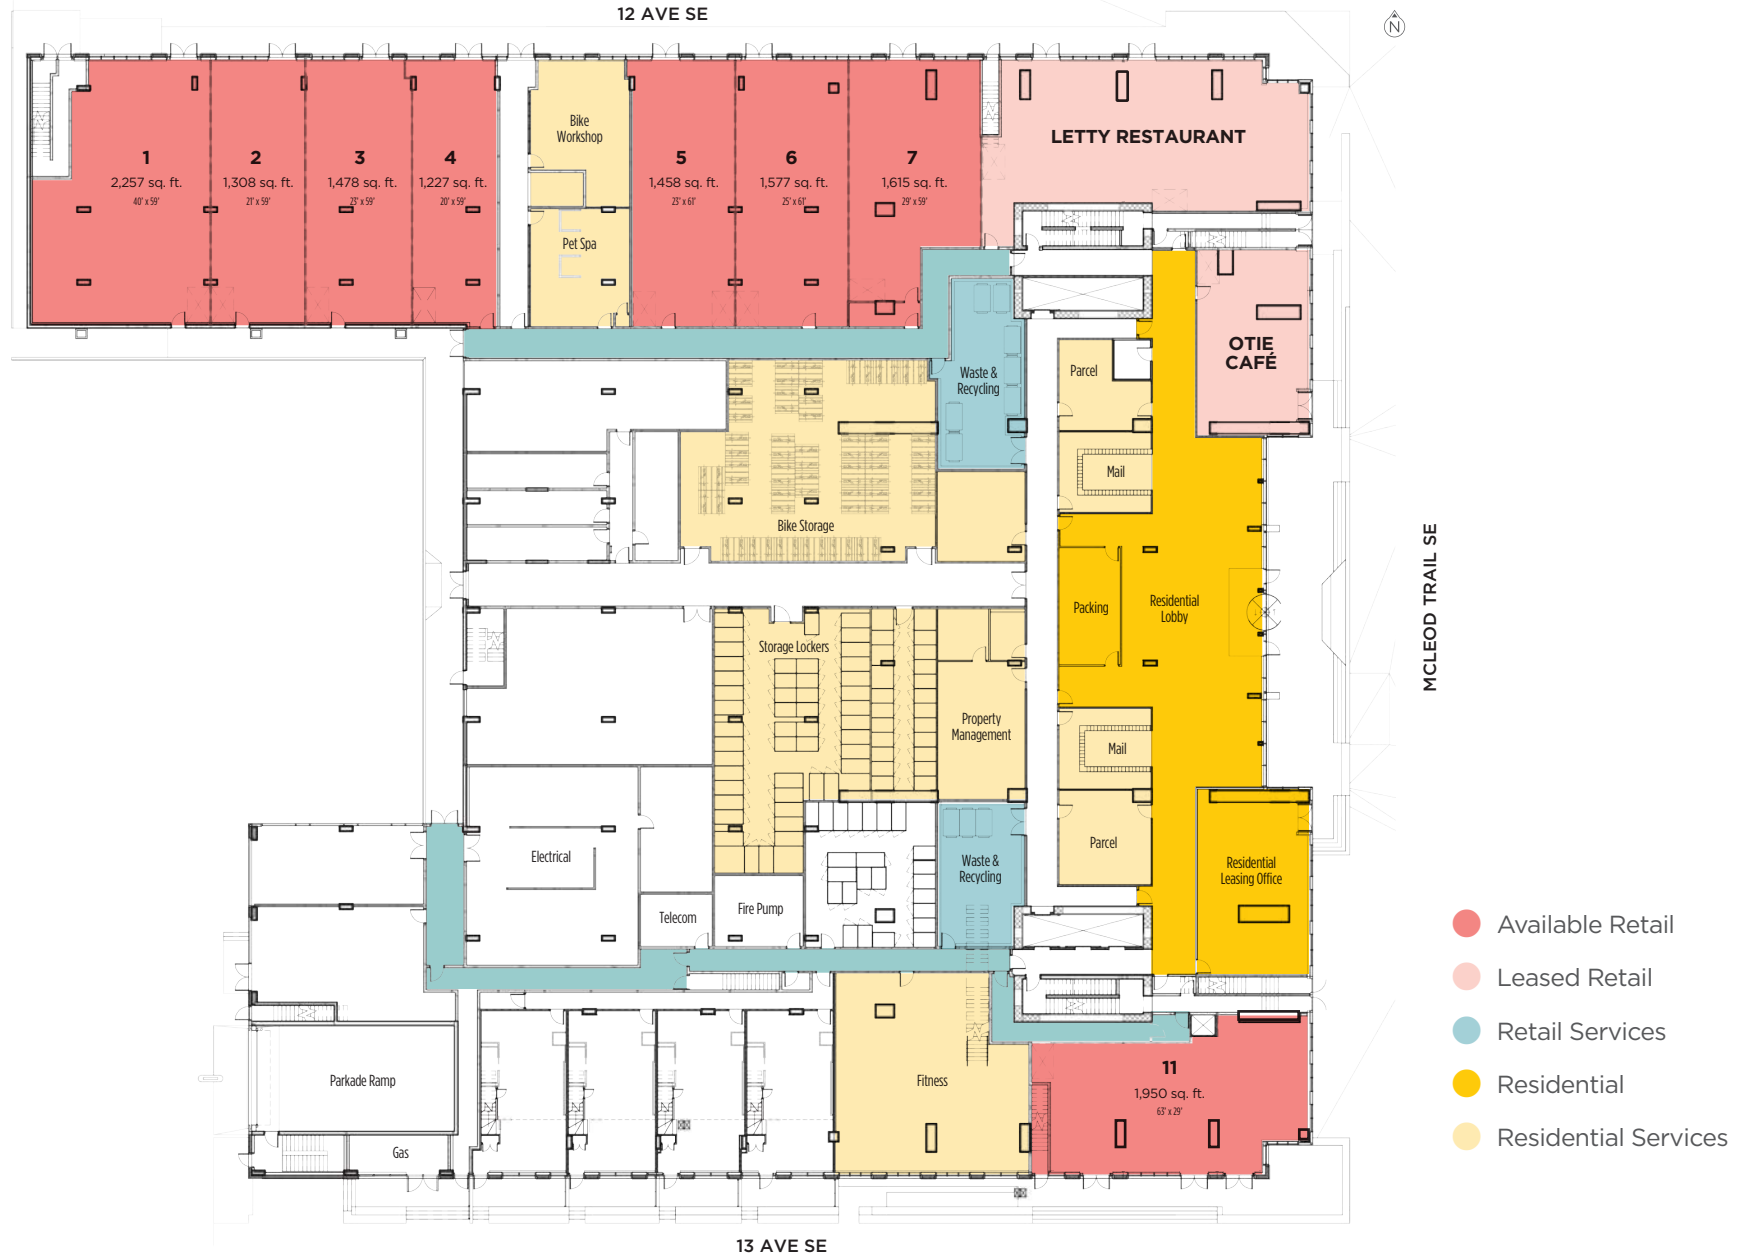 12 AVE SE
N
1
2,257 sq. ft.
40' x 59'
2
1,308 sq. ft.
21' x 59'
3
1,478 sq. ft.
23' x 59'
4
1,227 sq. ft.
20' x 59'
Bike
Workshop
Pet Spa
5
1,458 sq. ft.
23' x 61'
6
1,577 sq. ft.
25' x 61'
7
1,615 sq. ft.
29' x 59'
LETTY RESTAURANT
OTIE
CAFÉ
Waste &
Recycling
Parcel
Mail
Bike Storage
Packing
Residential
Lobby
MCLEOD TRAIL SE
Storage Lockers
Property
Management
Mail
Parcel
Electrical
Telecom
Fire Pump
Waste &
Recycling
Residential
Leasing Office
Parkade Ramp
Gas
Fitness
11
1,950 sq. ft.
63' x 29'
Available Retail
Leased Retail
Retail Services
Residential
Residential Services
13 AVE SE